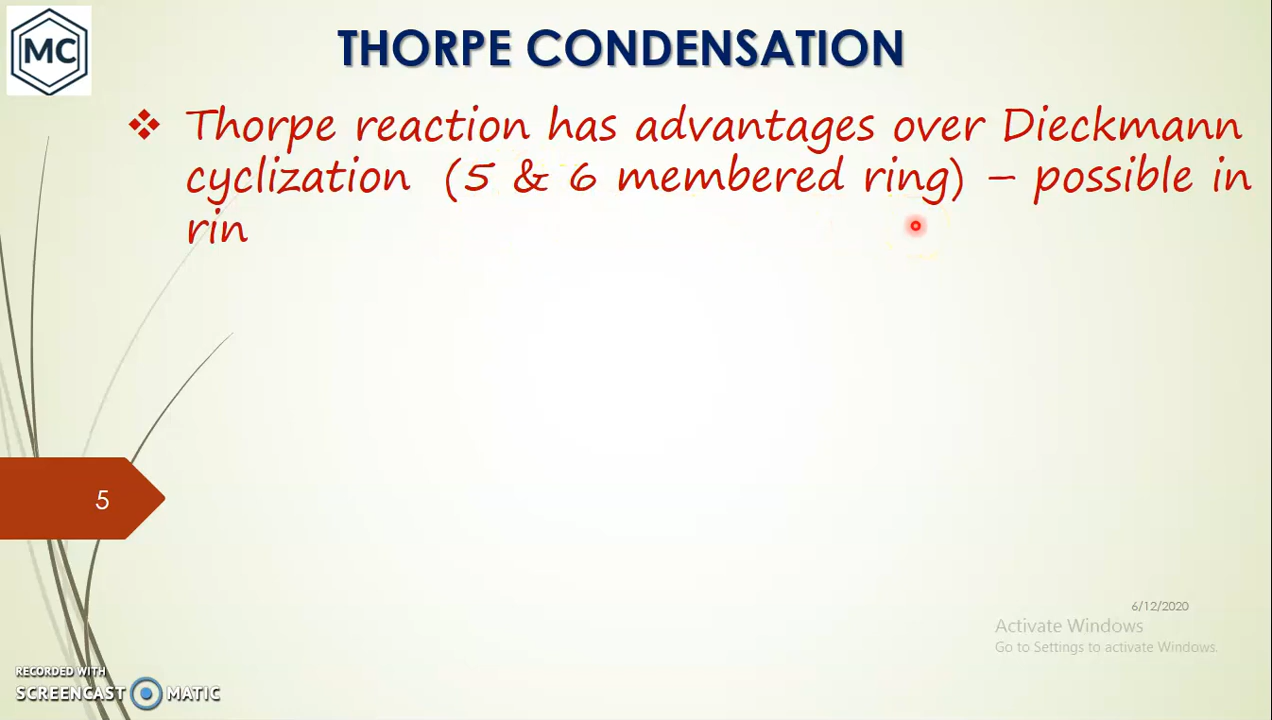 MC
THORPE CONDENSATION
❖ Thorpe reaction has advantages over Dieckmann
cyclization (5 & 6 membered ring) – possible in
rin
5
6/12/2020
Activate Windows
Go to Settings to activate Windows.
RECORDED WITH
SCREENCAST MATIC